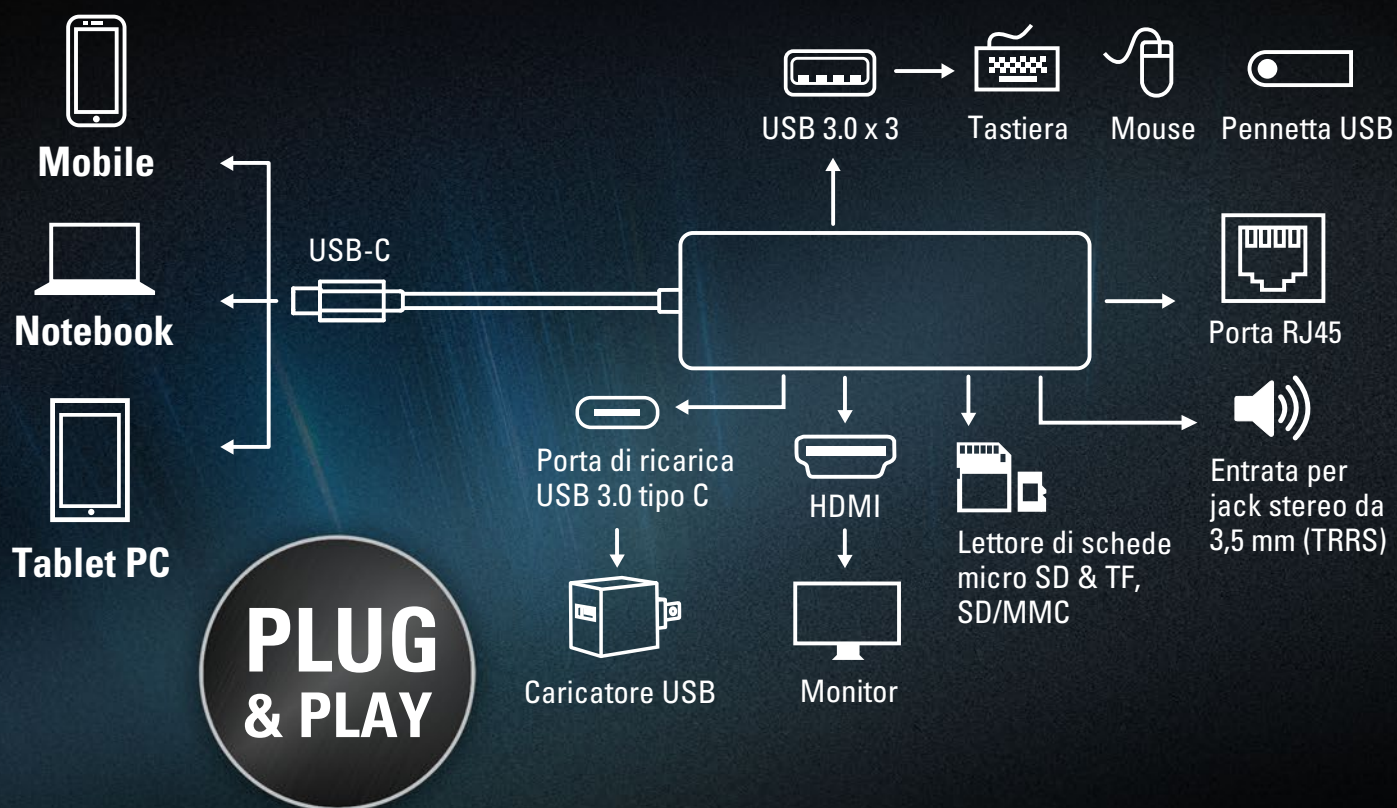 Mobile
Notebook
Tablet PC
USB-C
USB 3.0 x 3
Tastiera
Mouse
Pennetta USB
Porta RJ45
Entrata per
jack stereo da
3,5 mm (TRRS)
Porta di ricarica
USB 3.0 tipo C
Caricatore USB
HDMI
Monitor
Lettore di schede
micro SD & TF,
SD/MMC
PLUG
& PLAY